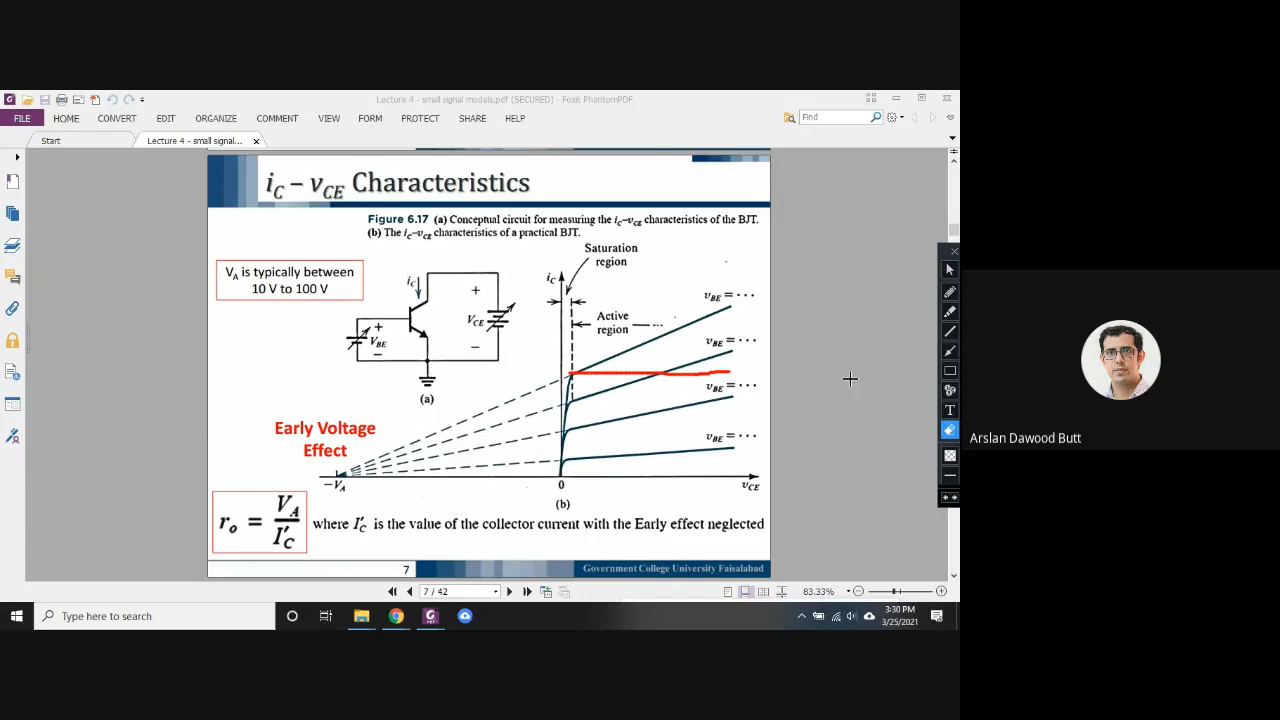 Lecture 4 - small signal models.pdf (SECURED) - Foxit PhantomPDF
FILE HOME CONVERT EDIT ORGANIZE COMMENT VIEW FORM PROTECT SHARE HELP Find
Start Lecture 4 - small signal...
iC – vCE Characteristics
Figure 6.17 (a) Conceptual circuit for measuring the iC–vCE characteristics of the BJT.
(b) The iC–vCE characteristics of a practical BJT.
Saturation
region
VA is typically between
10 V to 100 V
iC
+
VCE
−
+
VBE
−
(a)
iC
vBE = ···
Active
region
vBE = ···
vBE = ···
vBE = ···
Early Voltage
Effect
−VA
0
vCE
(b)
ro = VA / I′C
where I′C is the value of the collector current with the Early effect neglected
7
Government College University Faisalabad
7 / 42
83.33%
Type here to search
3:30 PM
3/25/2021
T
Arslan Dawood Butt